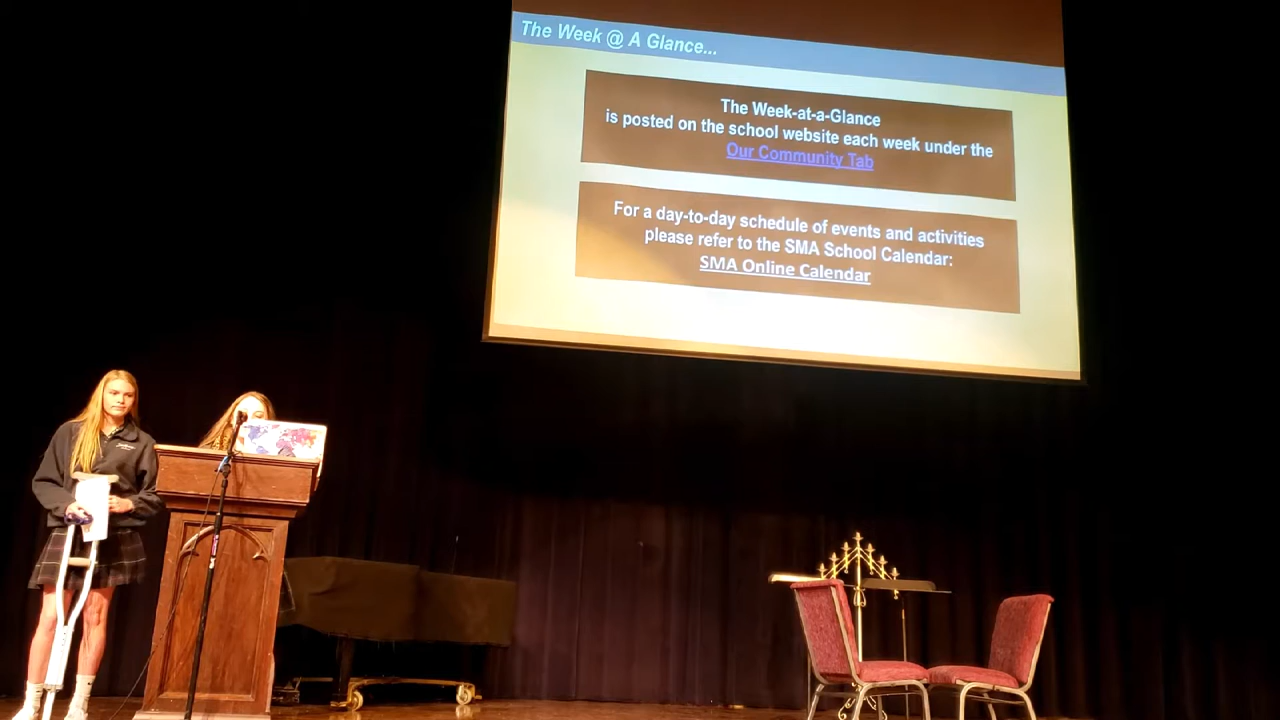 The Week @ A Glance...
The Week-at-a-Glance
is posted on the school website each week under the
Our Community Tab
For a day-to-day schedule of events and activities
please refer to the SMA School Calendar:
SMA Online Calendar